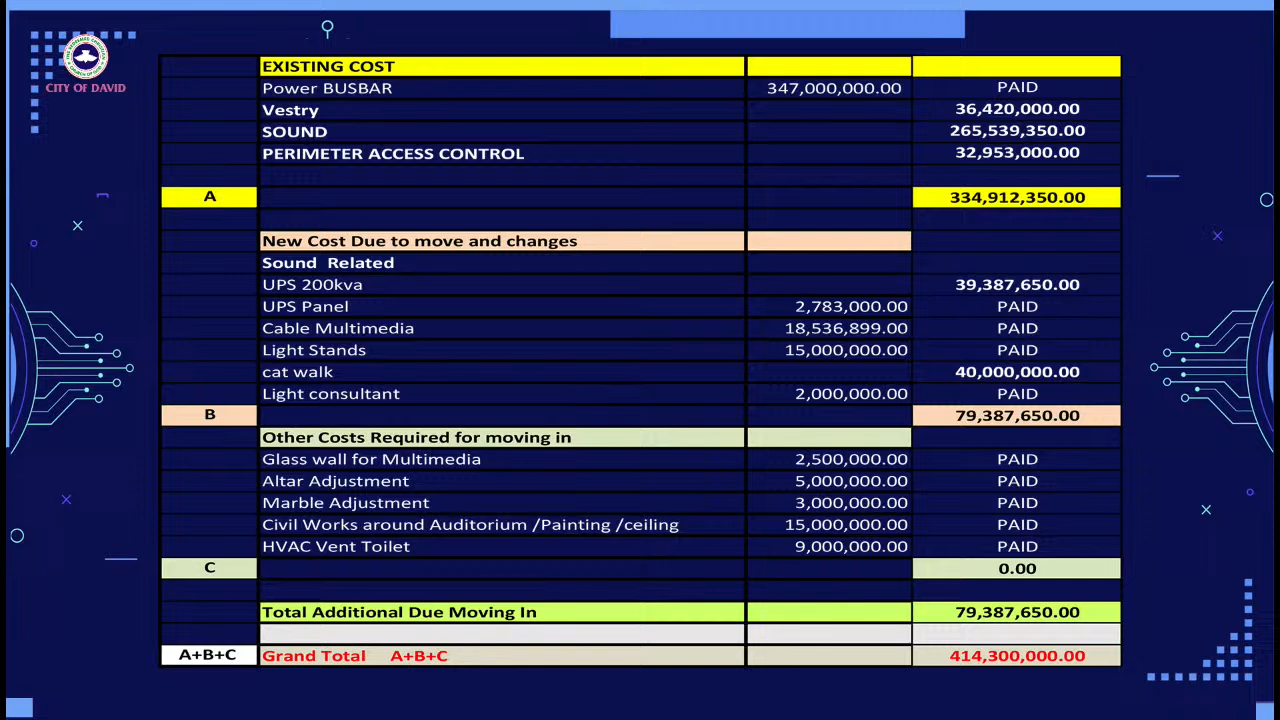 THE REDEEMED CHRISTIAN CHURCH OF GOD
CITY OF DAVID
EXISTING COST
Power BUSBAR 347,000,000.00 PAID
Vestry 36,420,000.00
SOUND 265,539,350.00
PERIMETER ACCESS CONTROL 32,953,000.00
A 334,912,350.00
New Cost Due to move and changes
Sound Related
UPS 200kva 39,387,650.00
UPS Panel 2,783,000.00 PAID
Cable Multimedia 18,536,899.00 PAID
Light Stands 15,000,000.00 PAID
cat walk 40,000,000.00
Light consultant 2,000,000.00 PAID
B 79,387,650.00
Other Costs Required for moving in
Glass wall for Multimedia 2,500,000.00 PAID
Altar Adjustment 5,000,000.00 PAID
Marble Adjustment 3,000,000.00 PAID
Civil Works around Auditorium /Painting /ceiling 15,000,000.00 PAID
HVAC Vent Toilet 9,000,000.00 PAID
C 0.00
Total Additional Due Moving In 79,387,650.00
A+B+C Grand Total A+B+C 414,300,000.00